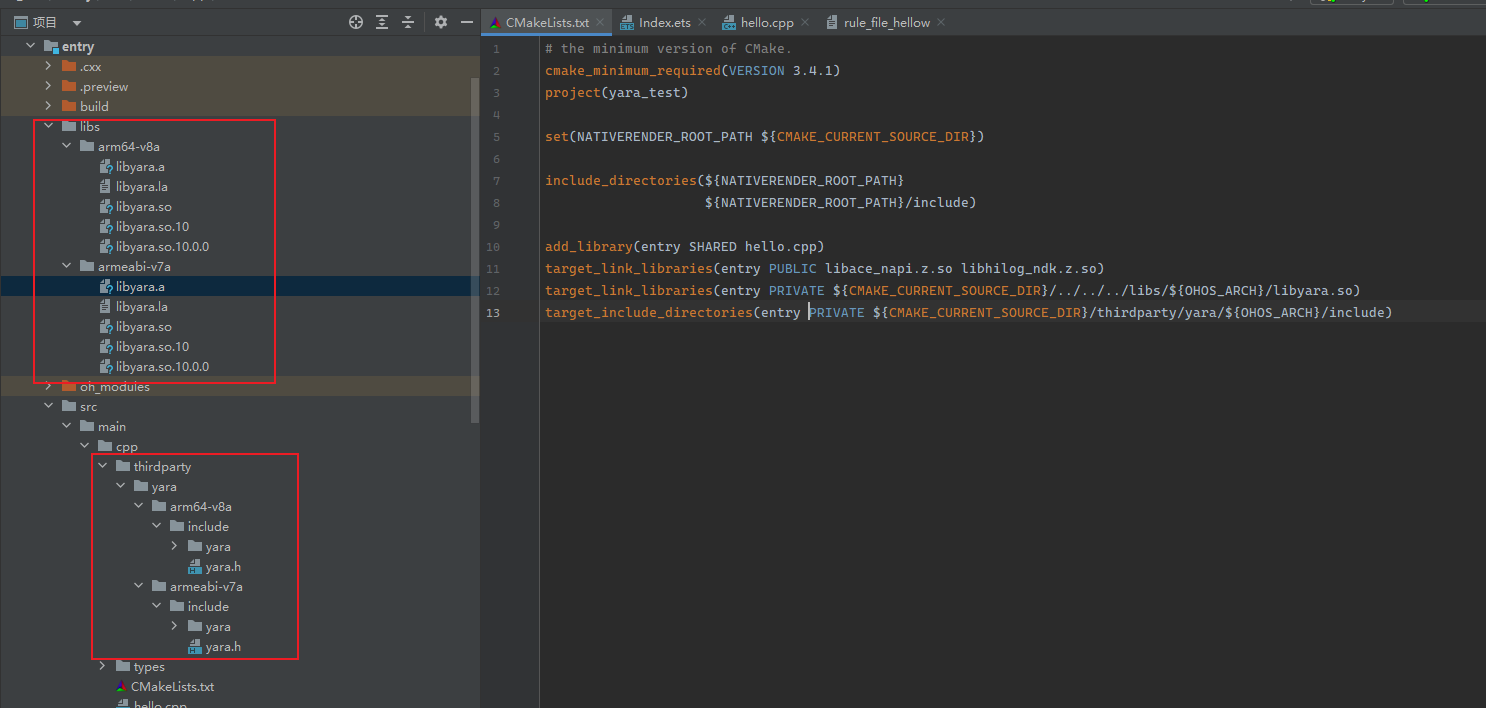 项目
CMakeLists.txt
Index.ets
hello.cpp
rule_file_hellow
entry
.cxx
.preview
build
libs
arm64-v8a
libyara.a
libyara.la
libyara.so
libyara.so.10
libyara.so.10.0.0
armeabi-v7a
libyara.a
libyara.la
libyara.so
libyara.so.10
libyara.so.10.0.0
oh_modules
src
main
cpp
thirdparty
yara
arm64-v8a
include
yara
yara.h
armeabi-v7a
include
yara
yara.h
types
CMakeLists.txt
hello.cpp
1 # the minimum version of CMake.
2 cmake_minimum_required(VERSION 3.4.1)
3 project(yara_test)
4
5 set(NATIVERENDER_ROOT_PATH ${CMAKE_CURRENT_SOURCE_DIR})
6
7 include_directories(${NATIVERENDER_ROOT_PATH}
8 ${NATIVERENDER_ROOT_PATH}/include)
9
10 add_library(entry SHARED hello.cpp)
11 target_link_libraries(entry PUBLIC libace_napi.z.so libhilog_ndk.z.so)
12 target_link_libraries(entry PRIVATE ${CMAKE_CURRENT_SOURCE_DIR}/../../../libs/${OHOS_ARCH}/libyara.so)
13 target_include_directories(entry PRIVATE ${CMAKE_CURRENT_SOURCE_DIR}/thirdparty/yara/${OHOS_ARCH}/include)